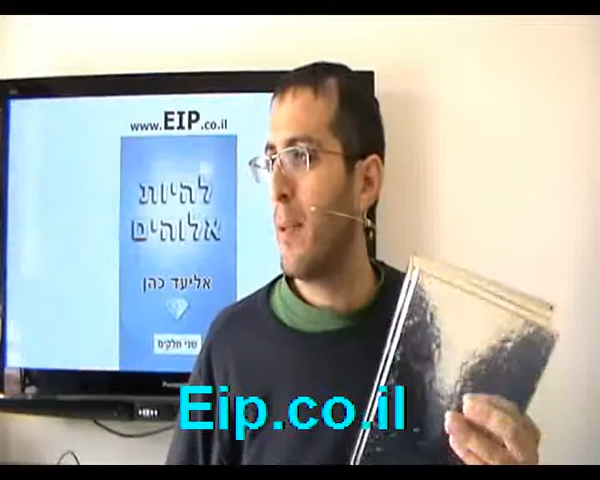 www.EIP.co.il
להיות
אלוהים
אליעד כהן
שני חלקים
Eip.co.il